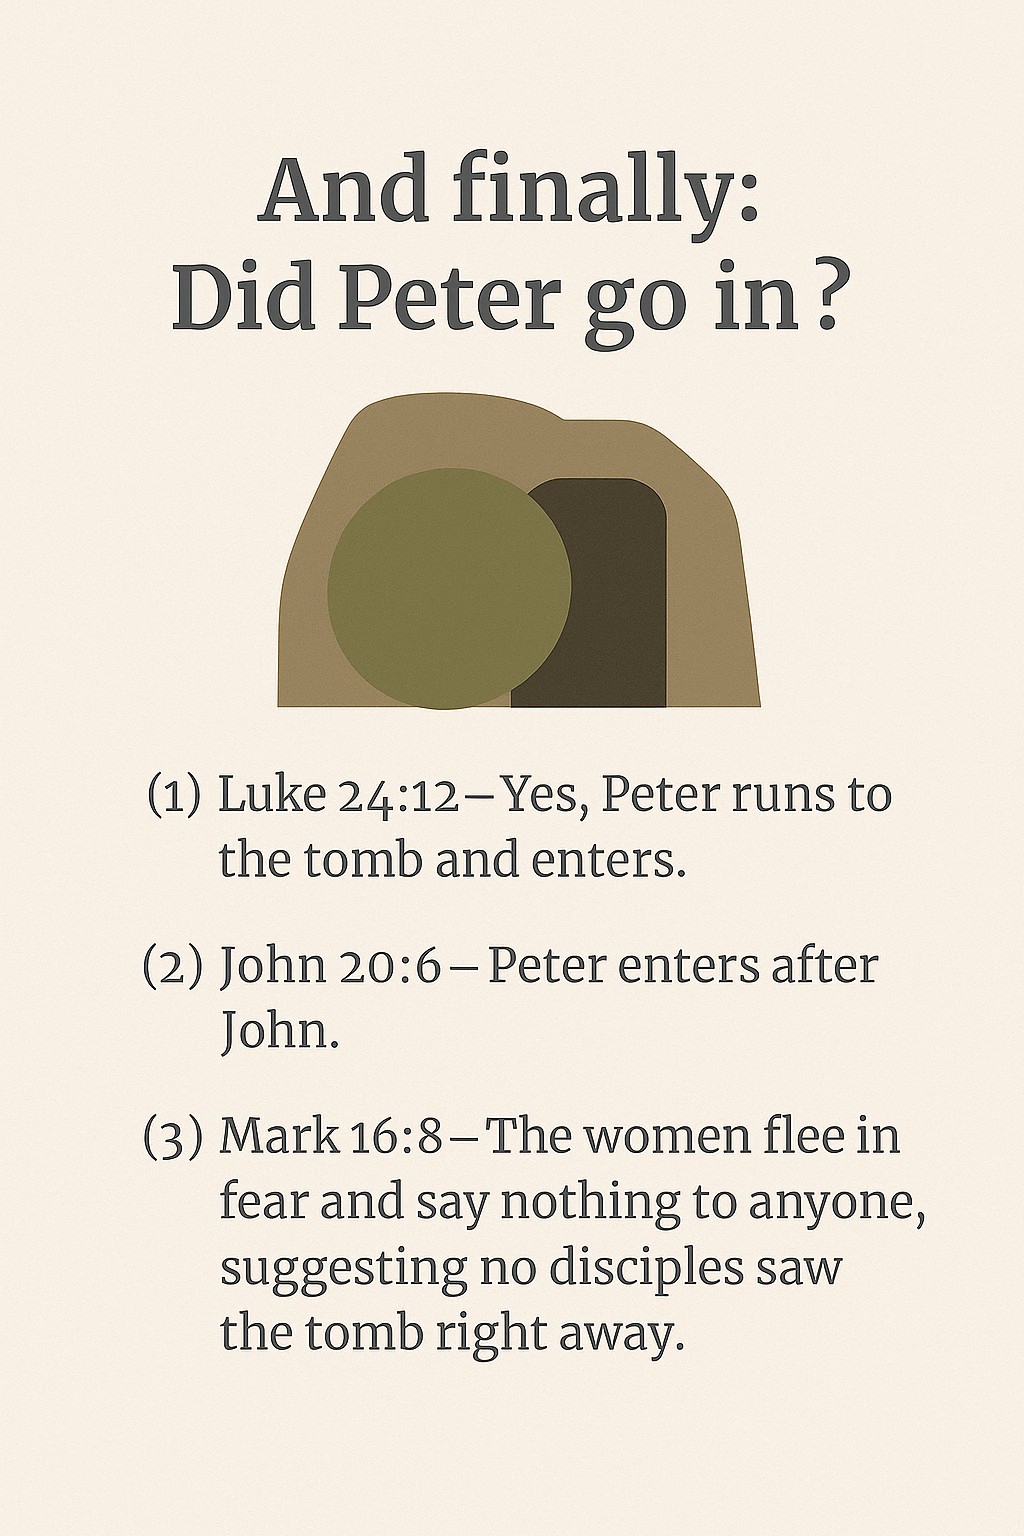 And finally:
Did Peter go in?
(1) Luke 24:12–Yes, Peter runs to
the tomb and enters.
(2) John 20:6–Peter enters after
John.
(3) Mark 16:8–The women flee in
fear and say nothing to anyone,
suggesting no disciples saw
the tomb right away.